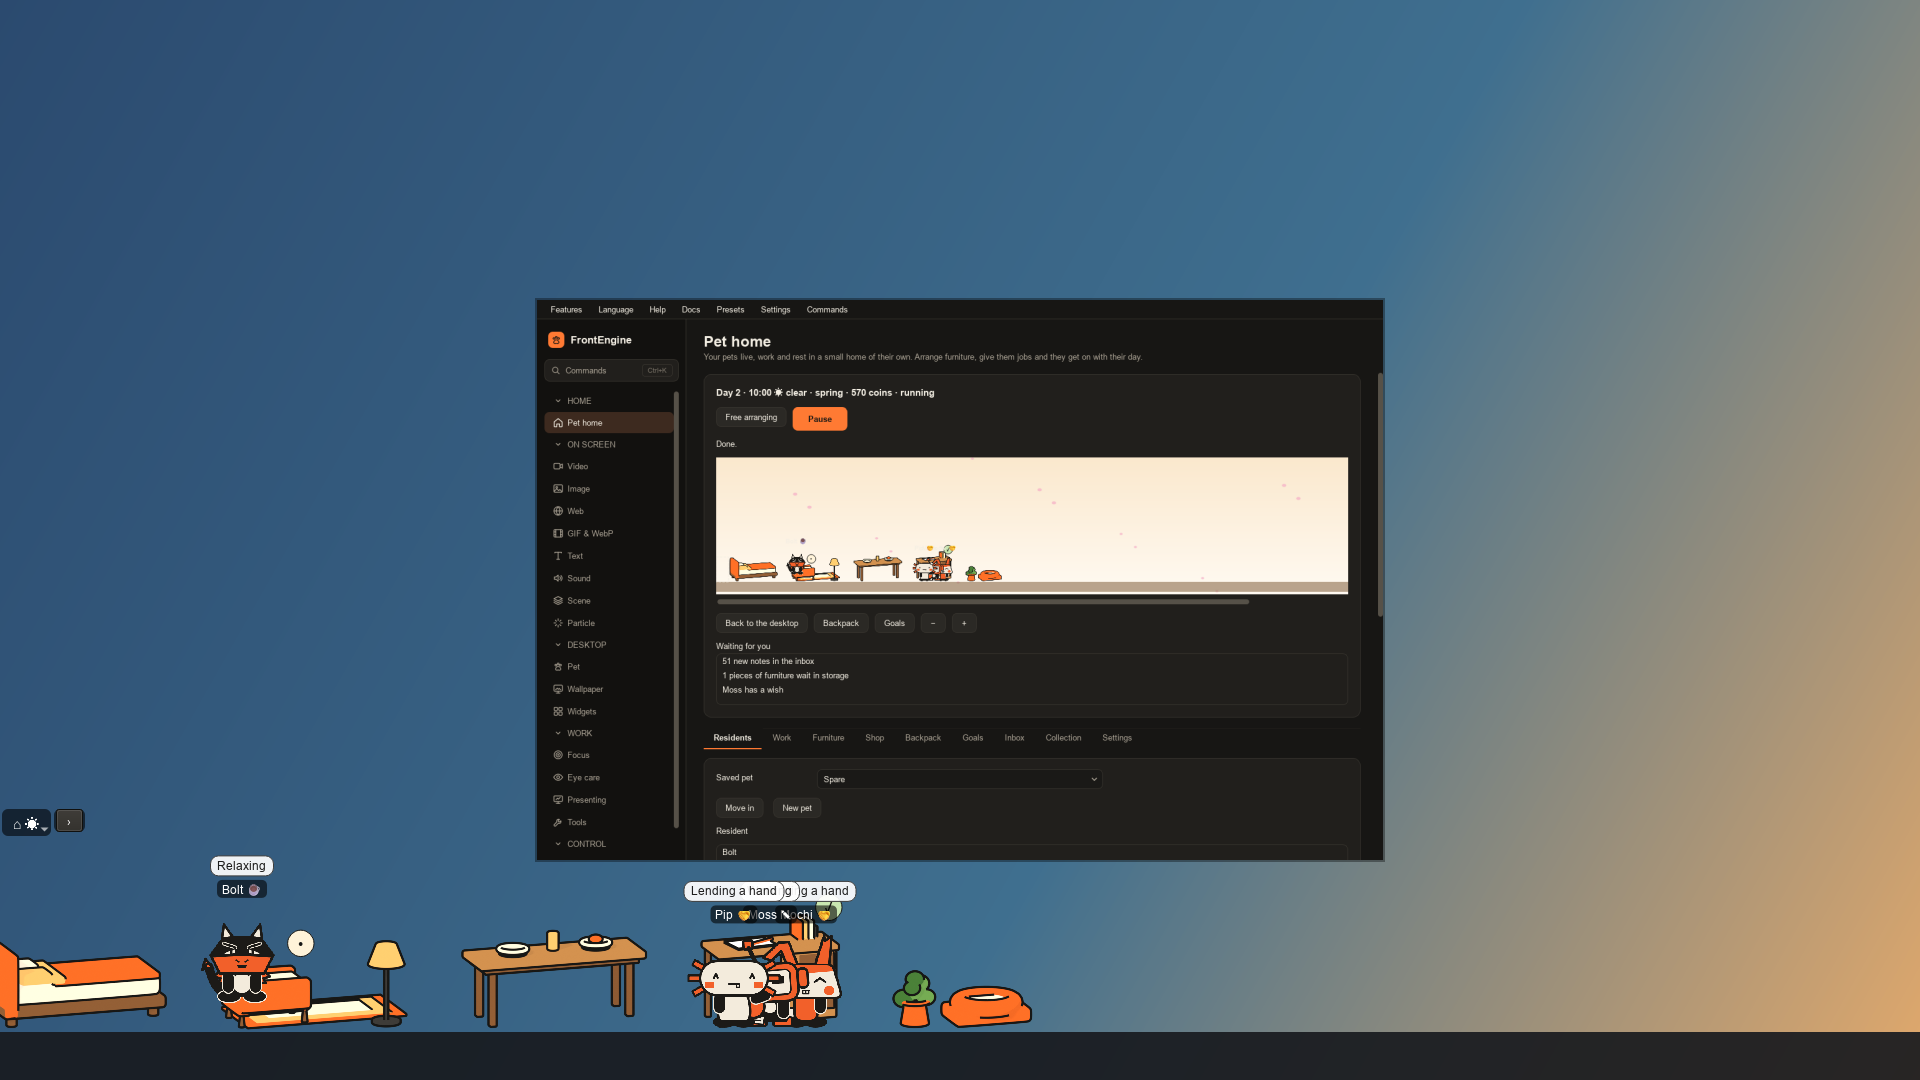 Features Language Help Docs Presets Settings Commands
FrontEngine
Commands Ctrl+K
HOME
Pet home
ON SCREEN
Video
Image
Web
GIF & WebP
Text
Sound
Scene
Particle
DESKTOP
Pet
Wallpaper
Widgets
WORK
Focus
Eye care
Presenting
Tools
CONTROL
Pet home
Your pets live, work and rest in a small home of their own. Arrange furniture, give them jobs and they get on with their day.
Day 2 · 10:00 ☀ clear · spring · 570 coins · running
Free arranging Pause
Done.
Back to the desktop Backpack Goals − +
Waiting for you
51 new notes in the inbox
1 pieces of furniture wait in storage
Moss has a wish
Residents Work Furniture Shop Backpack Goals Inbox Collection Settings
Saved pet Spare
Move in New pet
Resident
Bolt
Relaxing
Bolt
Lending a hand g g a hand
Pip Moss Mochi